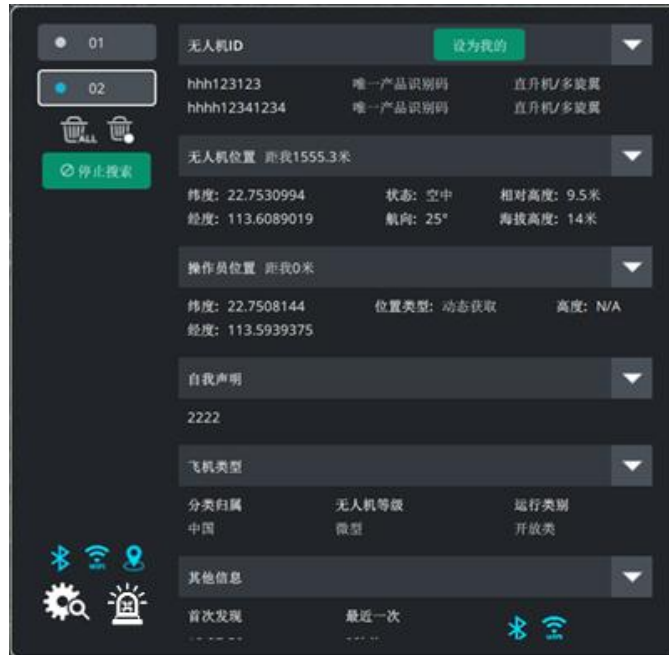 01
02
ALL
停止搜索
无人机ID
设为我的
hhh123123 唯一产品识别码 直升机/多旋翼
hhhh12341234 唯一产品识别码 直升机/多旋翼
无人机位置 距我1555.3米
纬度: 22.7530994 状态: 空中 相对高度: 9.5米
经度: 113.6089019 航向: 25° 海拔高度: 14米
操作员位置 距我0米
纬度: 22.7508144 位置类型: 动态获取 高度: N/A
经度: 113.5939375
自我声明
2222
飞机类型
分类归属 无人机等级 运行类别
中国 微型 开放类
其他信息
首次发现 最近一次
WiFi
WiFi